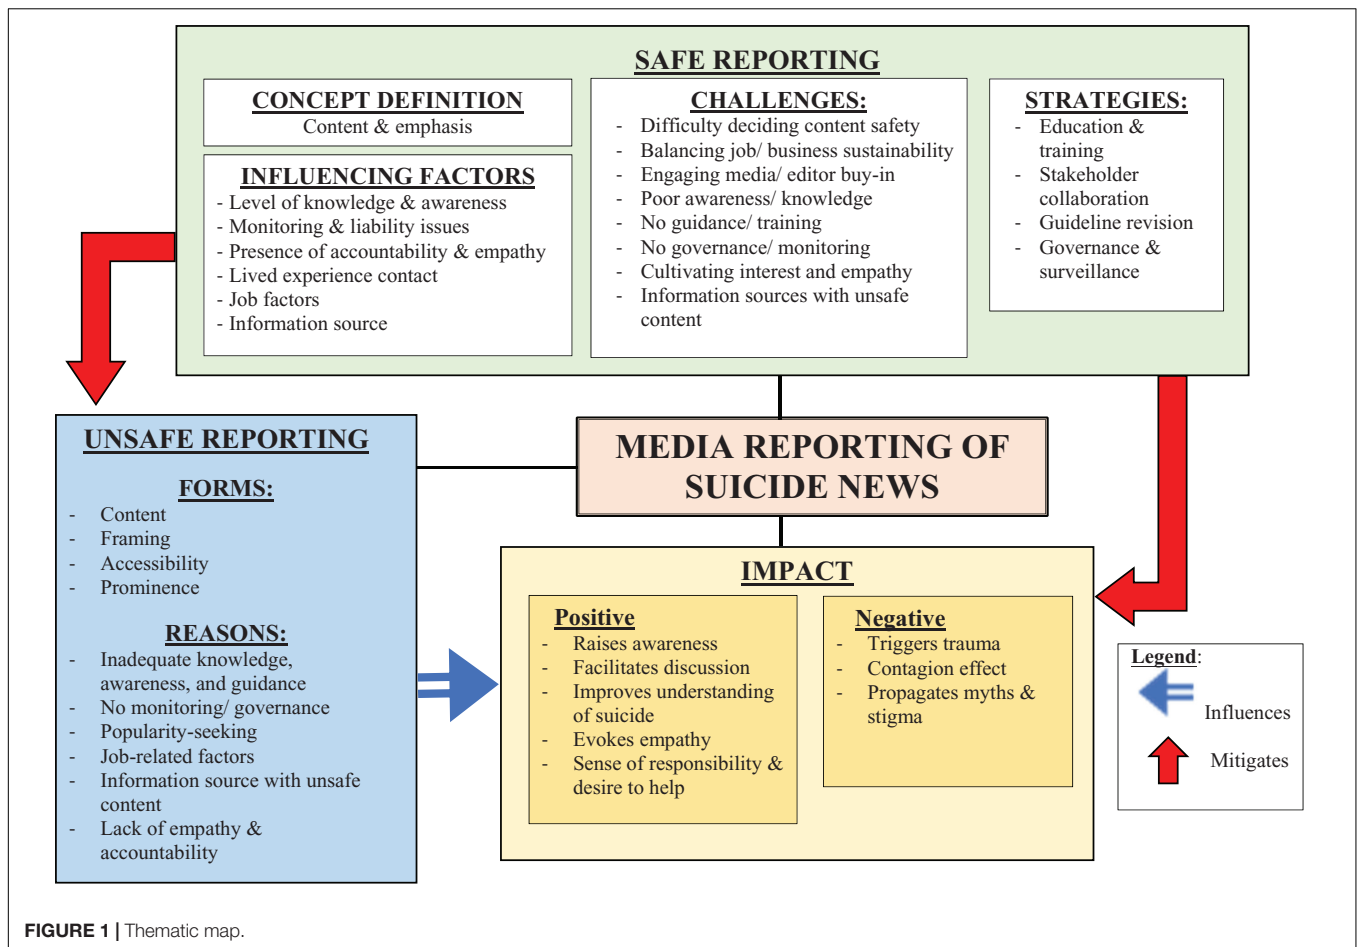 SAFE REPORTING
CONCEPT DEFINITION
Content & emphasis
INFLUENCING FACTORS
- Level of knowledge & awareness
- Monitoring & liability issues
- Presence of accountability & empathy
- Lived experience contact
- Job factors
- Information source
CHALLENGES:
- Difficulty deciding content safety
- Balancing job/ business sustainability
- Engaging media/ editor buy-in
- Poor awareness/ knowledge
- No guidance/ training
- No governance/ monitoring
- Cultivating interest and empathy
- Information sources with unsafe
content
STRATEGIES:
- Education &
training
- Stakeholder
collaboration
- Guideline revision
- Governance &
surveillance
UNSAFE REPORTING
FORMS:
- Content
- Framing
- Accessibility
- Prominence
REASONS:
- Inadequate knowledge,
awareness, and guidance
- No monitoring/ governance
- Popularity-seeking
- Job-related factors
- Information source with unsafe
content
- Lack of empathy &
accountability
MEDIA REPORTING OF
SUICIDE NEWS
IMPACT
Positive
- Raises awareness
- Facilitates discussion
- Improves understanding
of suicide
- Evokes empathy
- Sense of responsibility &
desire to help
Negative
- Triggers trauma
- Contagion effect
- Propagates myths &
stigma
Legend:
Influences
Mitigates
FIGURE 1 | Thematic map.